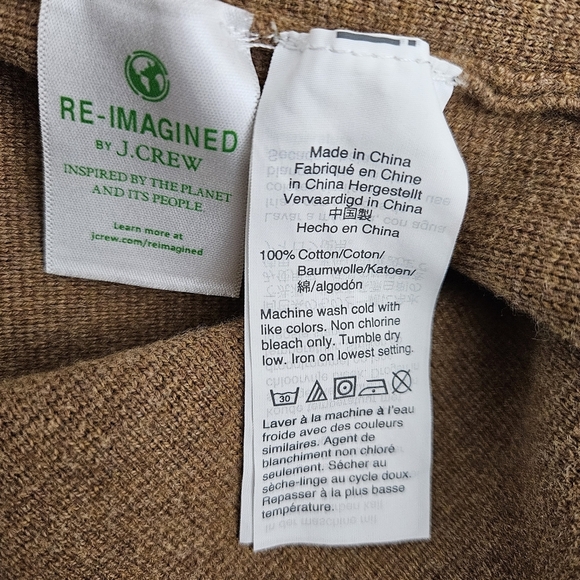 RE-IMAGINED
BY J.CREW
INSPIRED BY THE PLANET
AND ITS PEOPLE.
Learn more at
jcrew.com/reimagined
Made in China
Fabriqué en Chine
in China Hergestellt
Vervaardigd in China
中国製
Hecho en China
100% Cotton/Coton/
Baumwolle/Katoen/
綿/algodón
Machine wash cold with
like colors. Non chlorine
bleach only. Tumble dry
low. Iron on lowest setting.
30
Laver à la machine à l'eau
froide avec des couleurs
similaires. Agent de
blanchiment non chloré
seulement. Sécher au
sèche-linge au cycle doux.
Repasser à la plus basse
température.